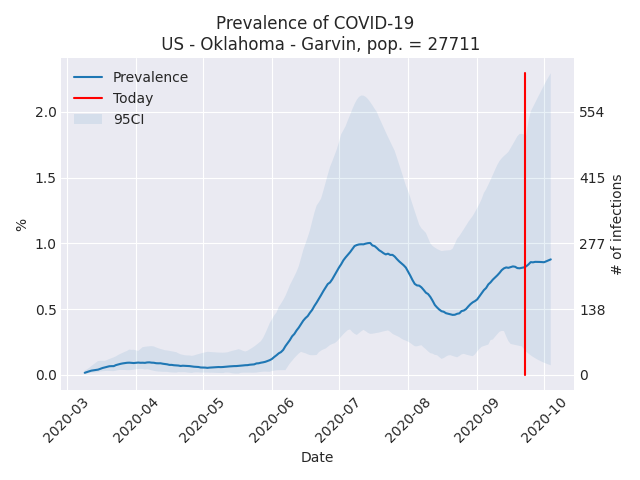 Prevalence of COVID-19
US - Oklahoma - Garvin, pop. = 27711
Prevalence
Today
95CI
2.0
1.5
1.0
0.5
0.0
%
554
415
277
138
0
# of infections
2020-03
2020-04
2020-05
2020-06
2020-07
2020-08
2020-09
2020-10
Date